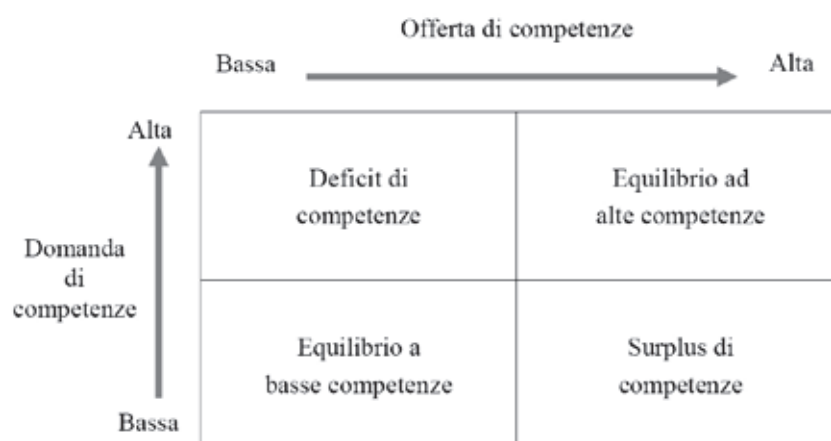 Offerta di competenze
Bassa
Alta
Alta
Deficit di
competenze
Equilibrio ad
alte competenze
Domanda
di
competenze
Equilibrio a
basse competenze
Surplus di
competenze
Bassa